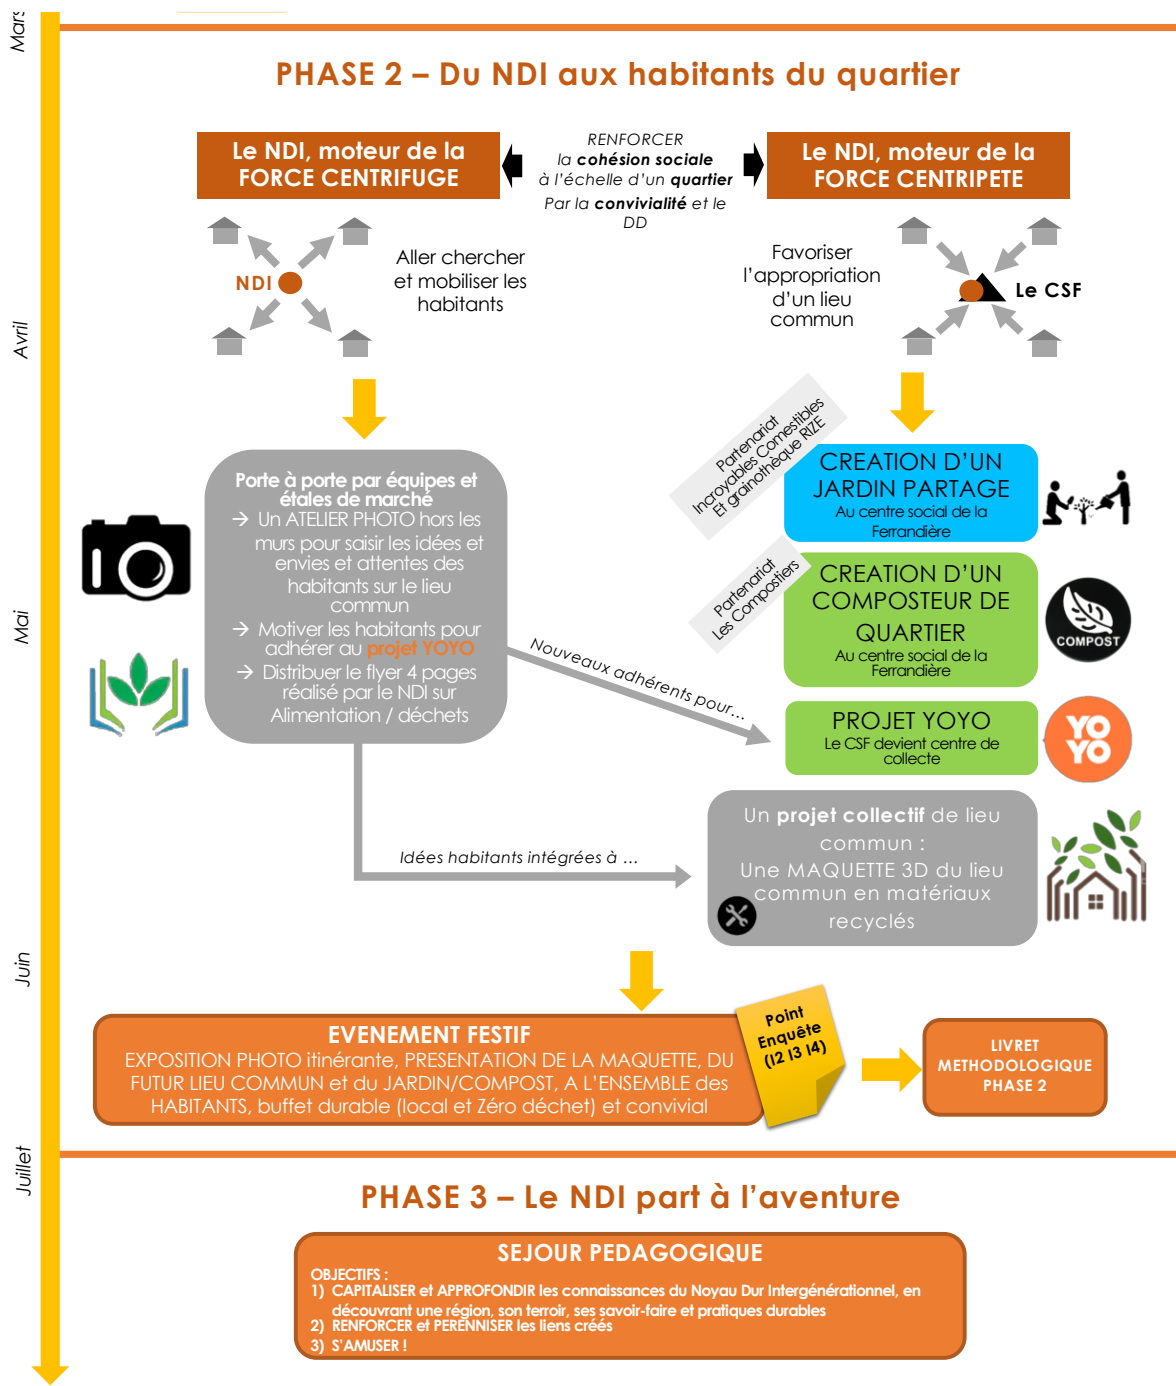 Mars
PHASE 2 – Du NDI aux habitants du quartier
Le NDI, moteur de la
FORCE CENTRIFUGE
RENFORCER
la cohésion sociale
à l’échelle d’un quartier
Par la convivialité et le
DD
Le NDI, moteur de la
FORCE CENTRIPETE
NDI
Aller chercher
et mobiliser les
habitants
Favoriser
l’appropriation
d’un lieu
commun
Le CSF
Avril
Porte à porte par équipes et
étales de marché
→ Un ATELIER PHOTO hors les
murs pour saisir les idées et
envies et attentes des
habitants sur le lieu
commun
→ Motiver les habitants pour
adhérer au projet YOYO
→ Distribuer le flyer 4 pages
réalisé par le NDI sur
Alimentation / déchets
Partenariat
Incroyables Comestibles
Et grainothèque RIZE
CREATION D’UN
JARDIN PARTAGE
Au centre social de la
Ferrandière
Partenariat
Les Compostiers
CREATION D’UN
COMPOSTEUR DE
QUARTIER
Au centre social de la
Ferrandière
COMPOST
Mai
Nouveaux adhérents pour…
PROJET YOYO
Le CSF devient centre de
collecte
YO
YO
Idées habitants intégrées à …
Un projet collectif de lieu
commun :
Une MAQUETTE 3D du lieu
commun en matériaux
recyclés
Juin
EVENEMENT FESTIF
EXPOSITION PHOTO itinérante, PRESENTATION DE LA MAQUETTE, DU
FUTUR LIEU COMMUN et du JARDIN/COMPOST, A L’ENSEMBLE des
HABITANTS, buffet durable (local et Zéro déchet) et convivial
Point
Enquête
(I2 I3 I4)
LIVRET
METHODOLOGIQUE
PHASE 2
Juillet
PHASE 3 – Le NDI part à l’aventure
SEJOUR PEDAGOGIQUE
OBJECTIFS :
1) CAPITALISER et APPROFONDIR les connaissances du Noyau Dur Intergénérationnel, en
découvrant une région, son terroir, ses savoir-faire et pratiques durables
2) RENFORCER et PERENNISER les liens créés
3) S’AMUSER !